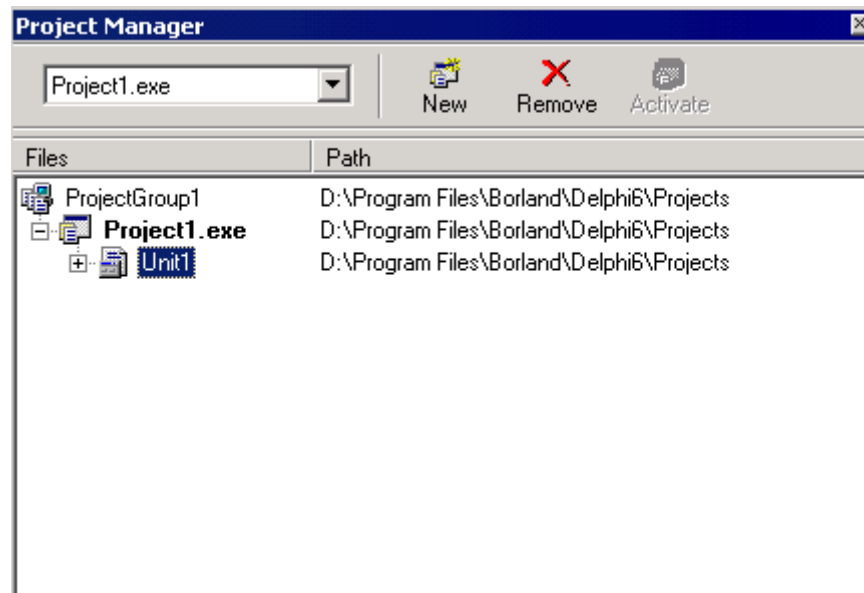 Project Manager
Project1.exe
New Remove Activate
Files Path
ProjectGroup1 D:\Program Files\Borland\Delphi6\Projects
Project1.exe D:\Program Files\Borland\Delphi6\Projects
Unit1 D:\Program Files\Borland\Delphi6\Projects